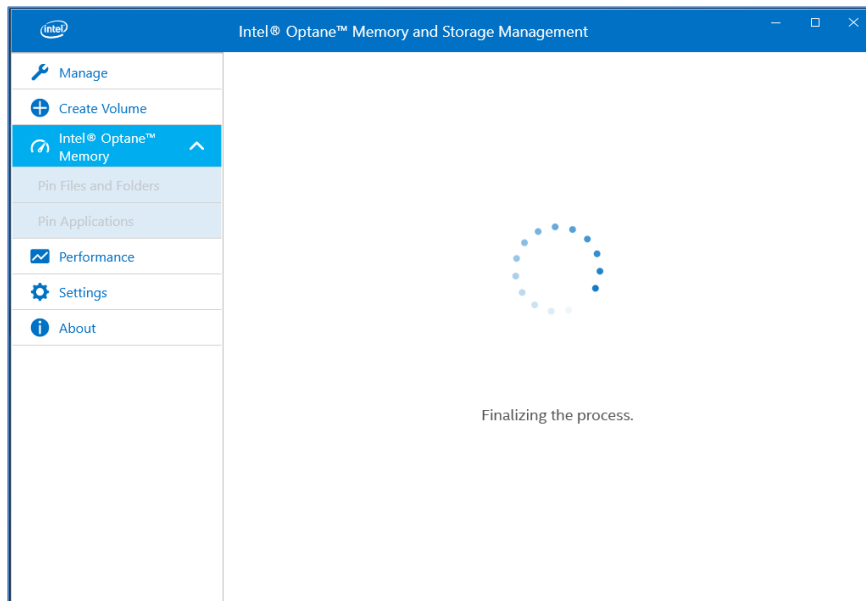 intel
Intel® Optane™ Memory and Storage Management
Manage
Create Volume
Intel® Optane™
Memory
Pin Files and Folders
Pin Applications
Performance
Settings
About
Finalizing the process.